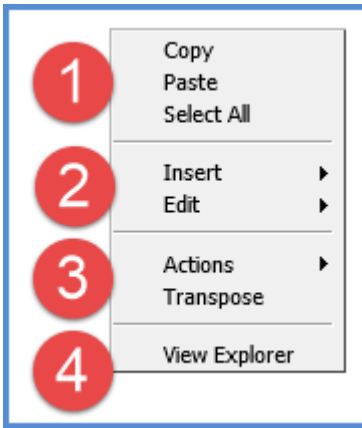 1
Copy
Paste
Select All
2
Insert
Edit
3
Actions
Transpose
4
View Explorer